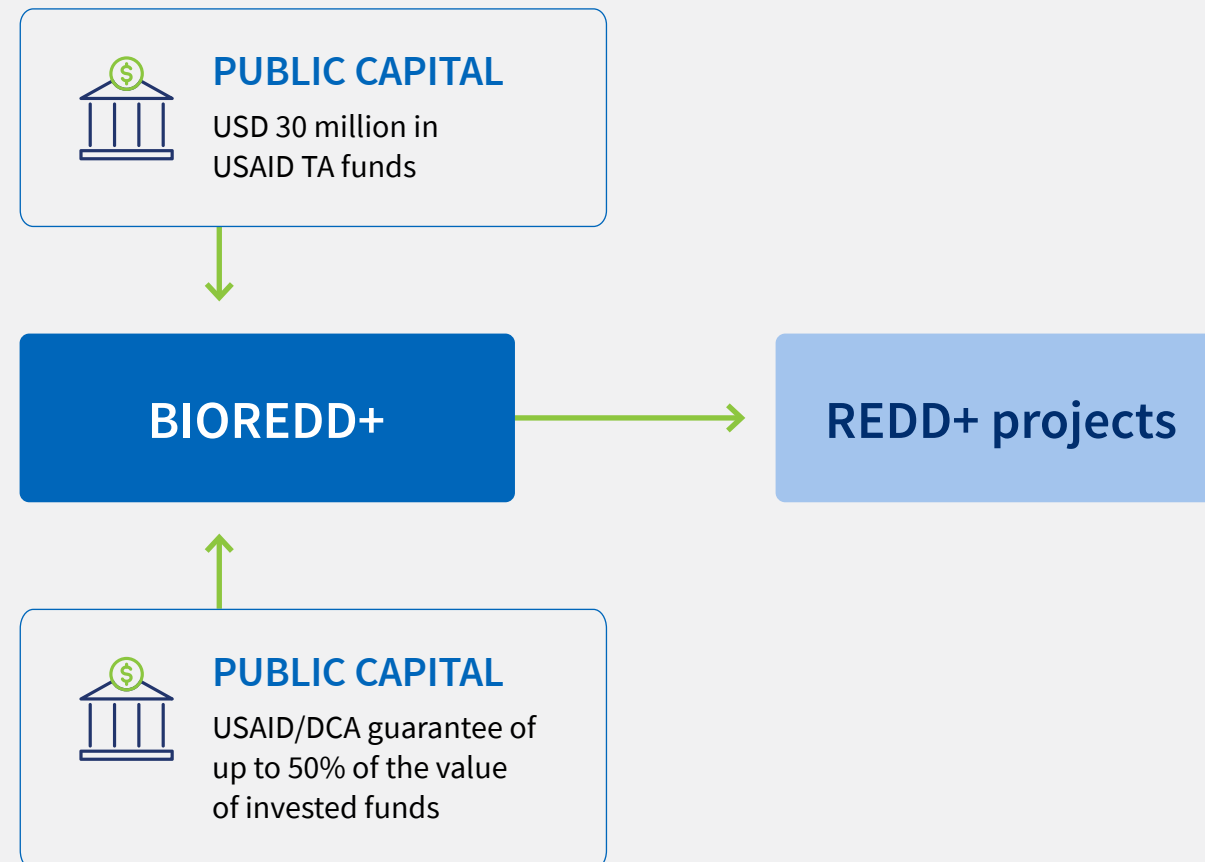 PUBLIC CAPITAL
USD 30 million in
USAID TA funds
BIOREDD+
REDD+ projects
PUBLIC CAPITAL
USAID/DCA guarantee of
up to 50% of the value
of invested funds